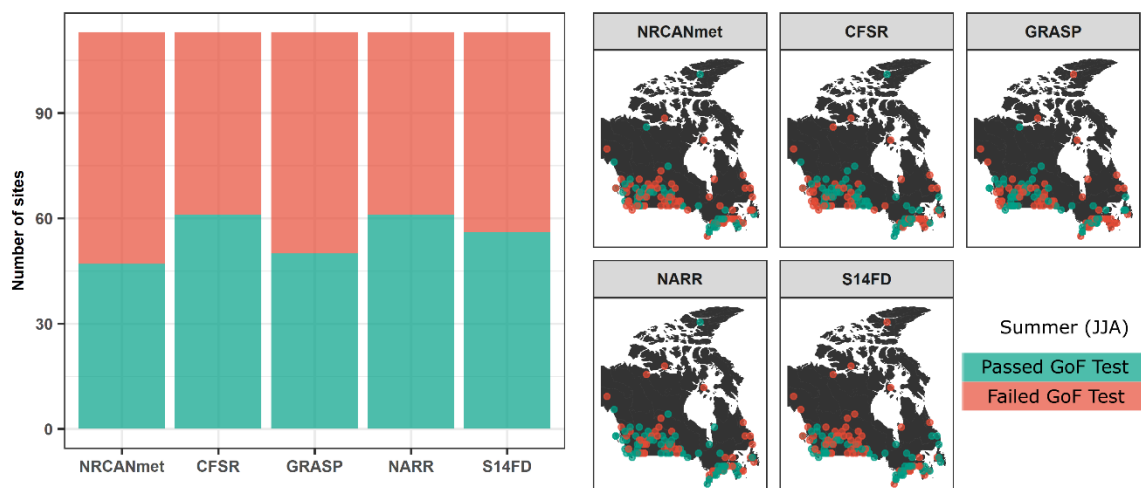 Number of sites
90
60
30
0
NRCANmet CFSR GRASP NARR S14FD
NRCANmet CFSR GRASP
NARR S14FD
Summer (JJA)
Passed GoF Test
Failed GoF Test